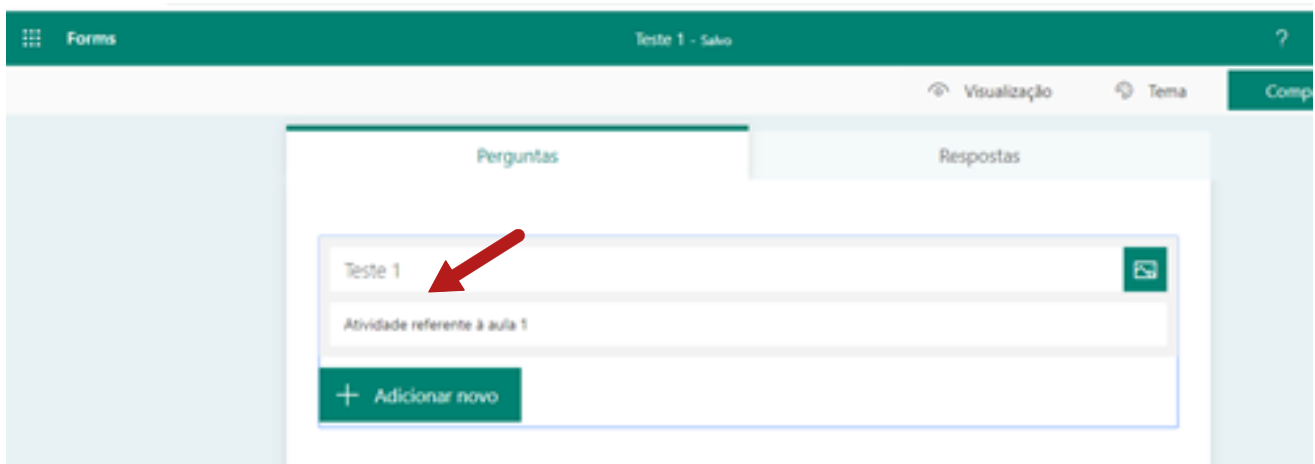 Forms
Teste 1 - Salvo
?
Visualização
Tema
Comp
Perguntas
Respostas
Teste 1
Atividade referente à aula 1
+ Adicionar novo